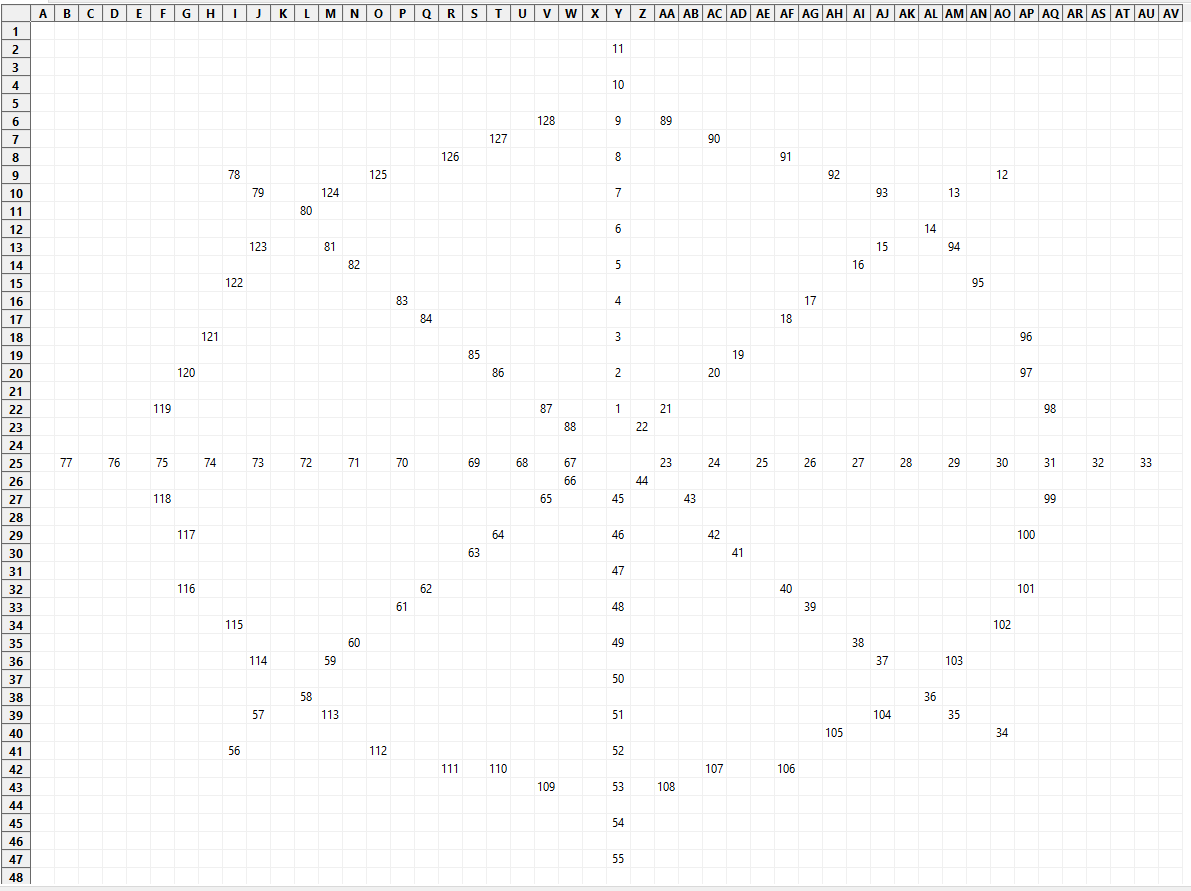 A B C D E F G H I J K L M N O P Q R S T U V W X Y Z AA AB AC AD AE AF AG AH AI AJ AK AL AM AN AO AP AQ AR AS AT AU AV
1
2 11
3
4 10
5
6 128 9 89
7 127 90
8 126 8 91
9 78 125 92 12
10 79 124 7 93 13
11 80
12 6 14
13 123 81 15 94
14 82 5 16
15 122 95
16 83 4 17
17 84 18
18 121 3 96
19 85 19
20 120 86 2 20 97
21
22 119 87 1 21 98
23 88 22
24
25 77 76 75 74 73 72 71 70 69 68 67 23 24 25 26 27 28 29 30 31 32 33
26 66 44
27 118 65 45 43 99
28
29 117 64 46 42 100
30 63 41
31 47
32 116 62 40 101
33 61 48 39
34 115 102
35 60 49 38
36 114 59 37 103
37 50
38 58 36
39 57 113 51 104 35
40 105 34
41 56 112 52
42 111 110 107 106
43 109 53 108
44
45 54
46
47 55
48